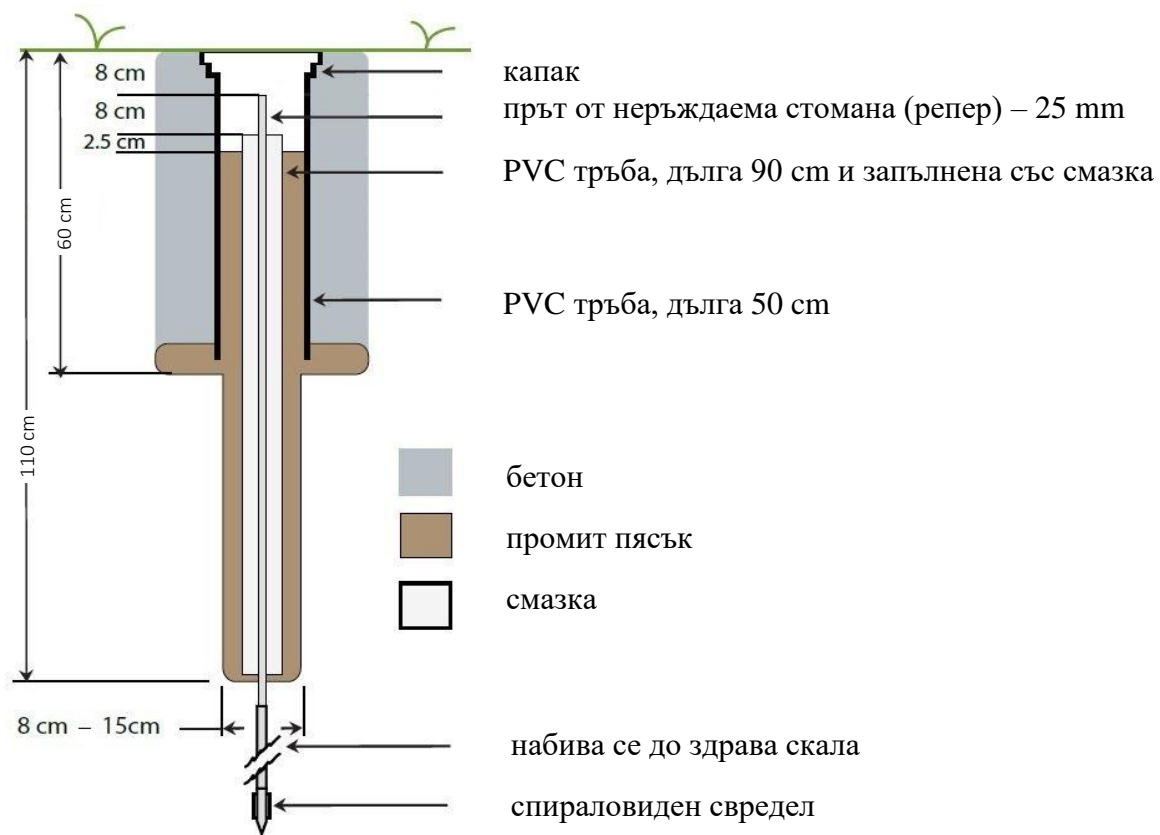 8 cm
капак
8 cm
прът от неръждаема стомана (репер) – 25 mm
2.5 cm
PVC тръба, дълга 90 cm и запълнена със смазка
60 cm
PVC тръба, дълга 50 cm
110 cm
бетон
промит пясък
смазка
8 cm – 15cm
набива се до здрава скала
спираловиден свредел